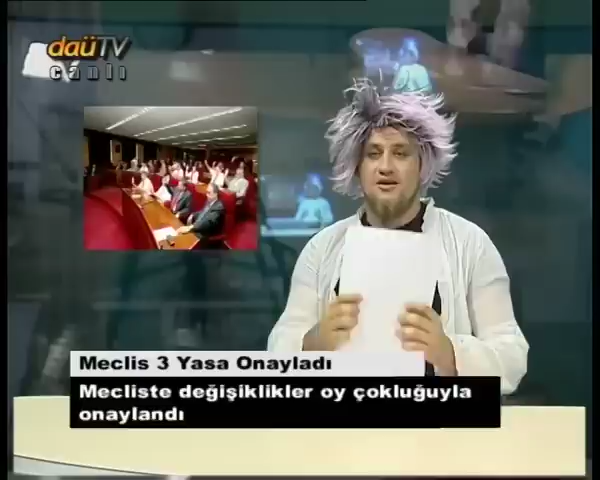 daüTV
canlı
Meclis 3 Yasa Onayladı
Mecliste değişiklikler oy çokluğuyla
onaylandı